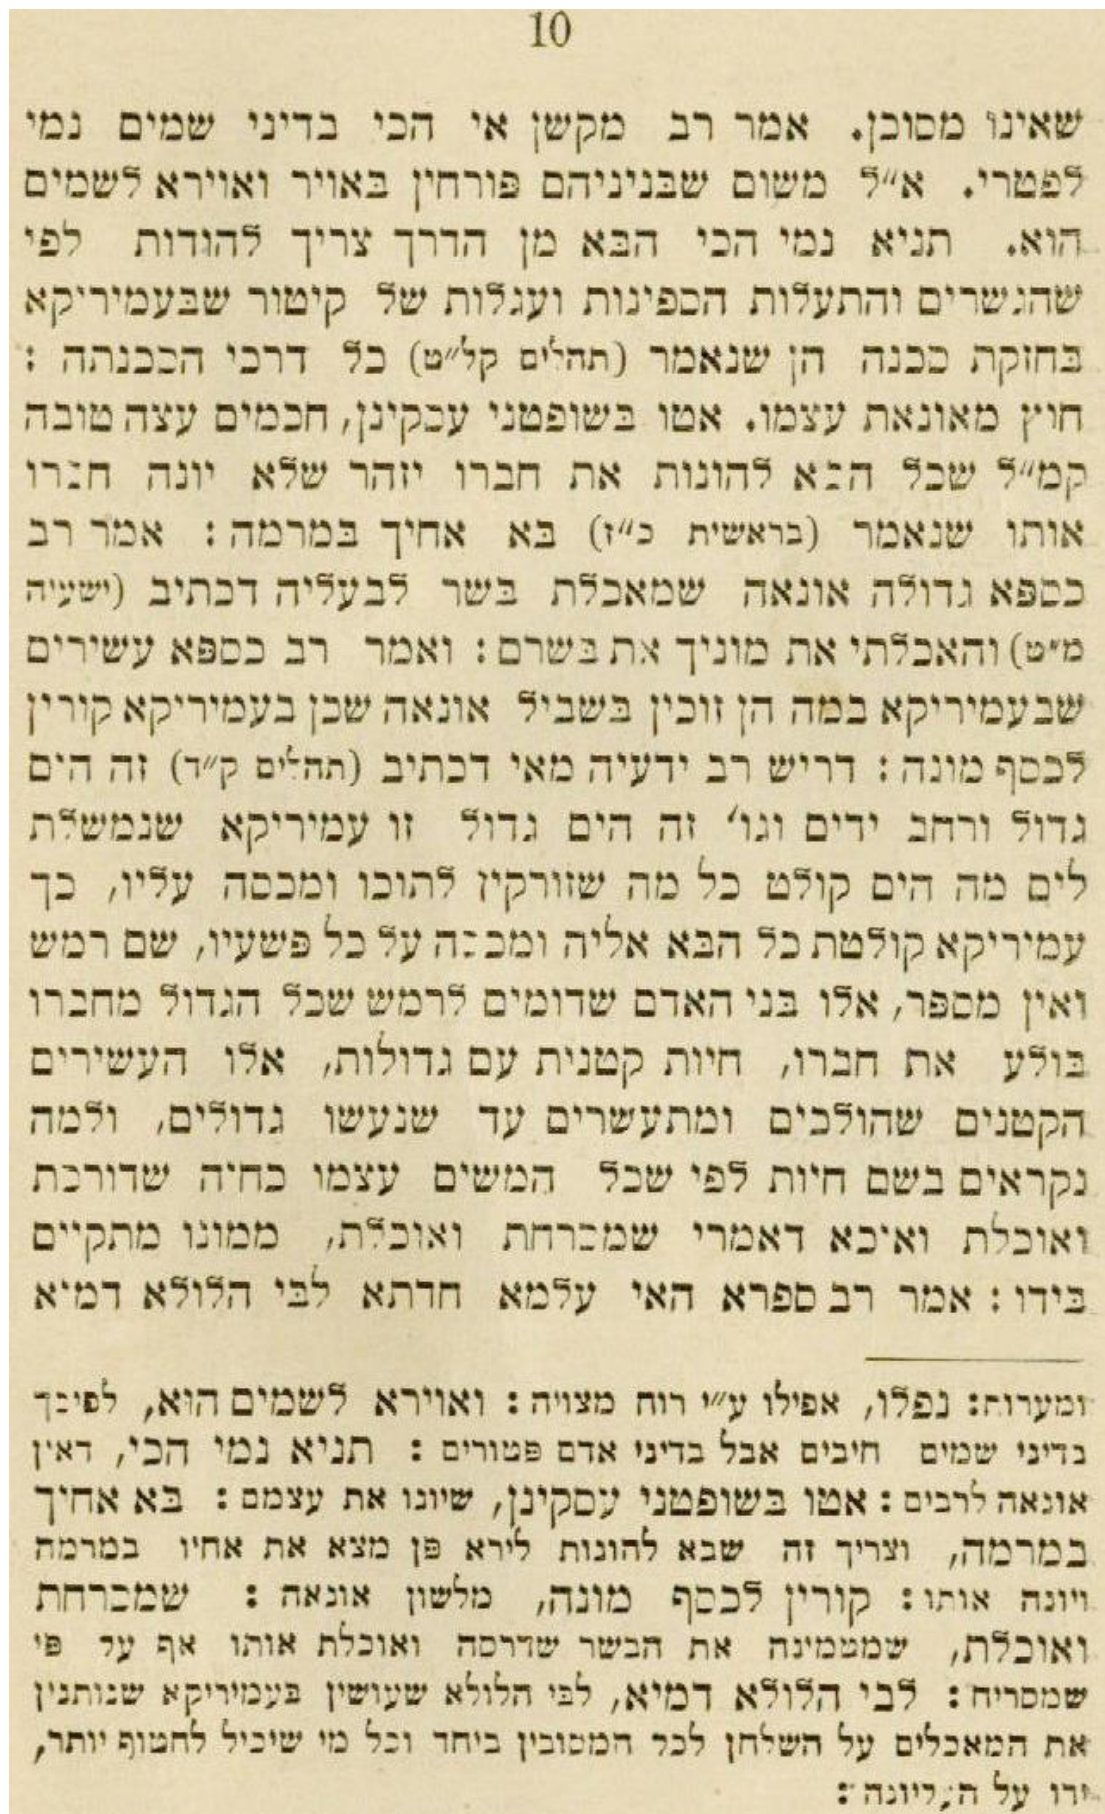 10
שאינו מסוכן. אמר רב מקשן אי הכי בדיני שמים נמי
לפטרי. א״ל משום שבניניהם פורחין באויר ואוירא לשמים
הוא. תניא נמי הכי הבא מן הדרך צריך להודות לפי
שהגשרים והתעלות הספינות ועגלות של קיטור שבעמיריקא
בחזקת סכנה הן שנאמר (תהלים קל״ט) כל דרכי הסכנתה :
חוץ מאונאת עצמו. אטו בשופטני עסקינן, חכמים עצה טובה
קמ״ל שכל הבא להונות את חברו יזהר שלא יונה חברו
אותו שנאמר (בראשית כ״ז) בא אחיך במרמה : אמר רב
כספא גדולה אונאה שמאכלת בשר לבעליה דכתיב (ישעיה
מ״ט) והאכלתי את מוניך את בשרם : ואמר רב כספא עשירים
שבעמיריקא במה הן זוכין בשביל אונאה שכן בעמיריקא קורין
לכסף מונה : דריש רב ידעיה מאי דכתיב (תהלים ק״ד) זה הים
גדול ורחב ידים וגו׳ זה הים גדול זו עמיריקא שנמשלת
לים מה הים קולט כל מה שזורקין לתוכו ומכסה עליו, כך
עמיריקא קולטת כל הבא אליה ומכסה על כל פשעיו, שם רמש
ואין מספר, אלו בני האדם שדומים לרמש שכל הגדול מחברו
בולע את חברו, חיות קטנית עם גדולות, אלו העשירים
הקטנים שהולכים ומתעשרים עד שנעשו גדולים, ולמה
נקראים בשם חיות לפי שכל המשים עצמו כחיה שדורסת
ואוכלת ואיכא דאמרי שמסרחת ואוכלת, ממונו מתקיים
בידו : אמר רב ספרא האי עלמא חדתא לבי הלולא דמיא
ומערות: נפלו, אפילו ע״י רוח מצויה : ואוירא לשמים הוא, לפיכך
בדיני שמים חיבים אבל בדיני אדם פטורים : תניא נמי הכי, דאין
אונאה לרבים : אטו בשופטני עסקינן, שיונו את עצמם : בא אחיך
במרמה, וצריך זה שבא להונות לירא פן מצא את אחיו במרמה
ויונה אותו : קורין לכסף מונה, מלשון אונאה : שמסרחת
ואוכלת, שמטמינה את הבשר שדרסה ואוכלת אותו אף על פי
שמסריח : לבי הלולא דמיא, לבי הלולא שעושין בעמיריקא שנותנין
את המאכלים על השלחן לכל המסובין ביחד וכל מי שיכיל לחטוף יותר,
ידו על העליונה :